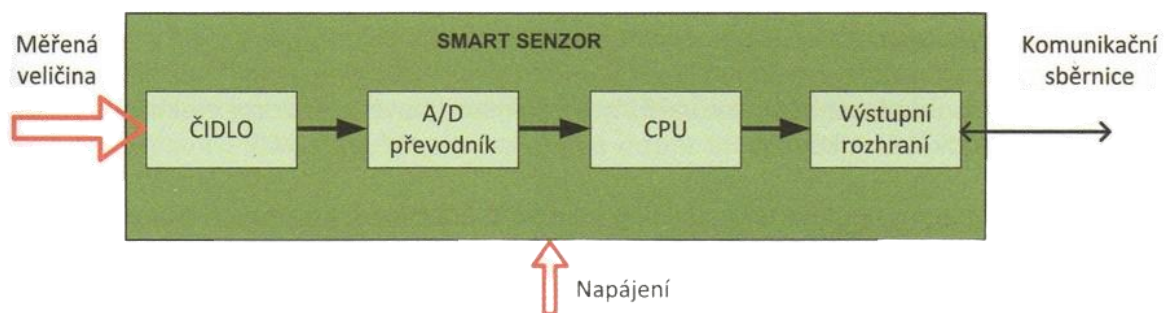 SMART SENZOR
Měřená
veličina
Komunikační
sběrnice
ČIDLO
A/D
převodník
CPU
Výstupní
rozhraní
Napájení